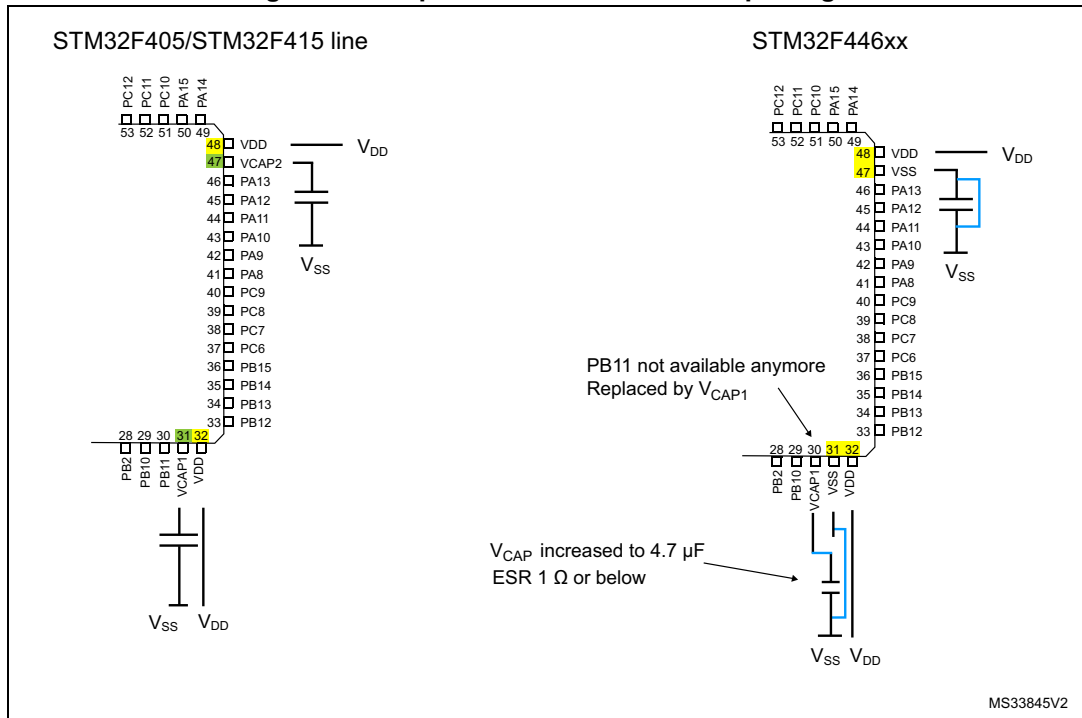 STM32F405/STM32F415 line
PC12
PC11
PC10
PA15
PA14
53 52 51 50 49
48 VDD
VDD
47 VCAP2
46 PA13
45 PA12
44 PA11
43 PA10
42 PA9
41 PA8
40 PC9
39 PC8
38 PC7
37 PC6
36 PB15
35 PB14
34 PB13
33 PB12
VSS
28 29 30 31 32
PB2
PB10
PB11
VCAP1
VDD
VSS VDD
STM32F446xx
PC12
PC11
PC10
PA15
PA14
53 52 51 50 49
48 VDD
VDD
47 VSS
46 PA13
45 PA12
44 PA11
43 PA10
42 PA9
41 PA8
40 PC9
39 PC8
38 PC7
37 PC6
36 PB15
35 PB14
34 PB13
33 PB12
VSS
PB11 not available anymore
Replaced by VCAP1
28 29 30 31 32
PB2
PB10
VCAP1
VSS
VDD
VCAP increased to 4.7 µF
ESR 1 Ω or below
VSS VDD
MS33845V2